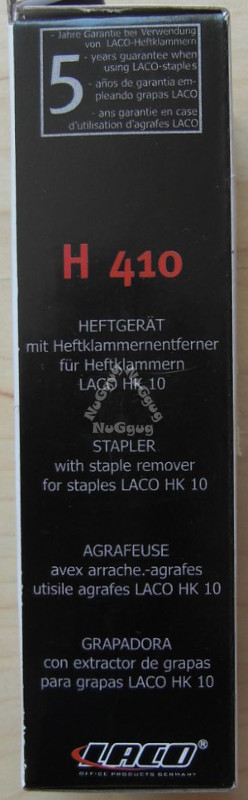 5
- Jahre Garantie bei Verwendung
von LACO-Heftklammern
- years guarantee when
using LACO-staples
- años de garantia em-
pleando grapas LACO
- ans garantie en case
d'utilisation d'agrafes LACO
H 410
HEFTGERÄT
mit Heftklammernentferner
für Heftklammern
LACO HK 10
NuGgug
NuGgug
NuGgug
STAPLER
with staple remover
for staples LACO HK 10
AGRAFEUSE
avex arrache.-agrafes
utisile agrafes LACO HK 10
GRAPADORA
con extractor de grapas
para grapas LACO HK 10
LACO®
OFFICE PRODUCTS GERMANY